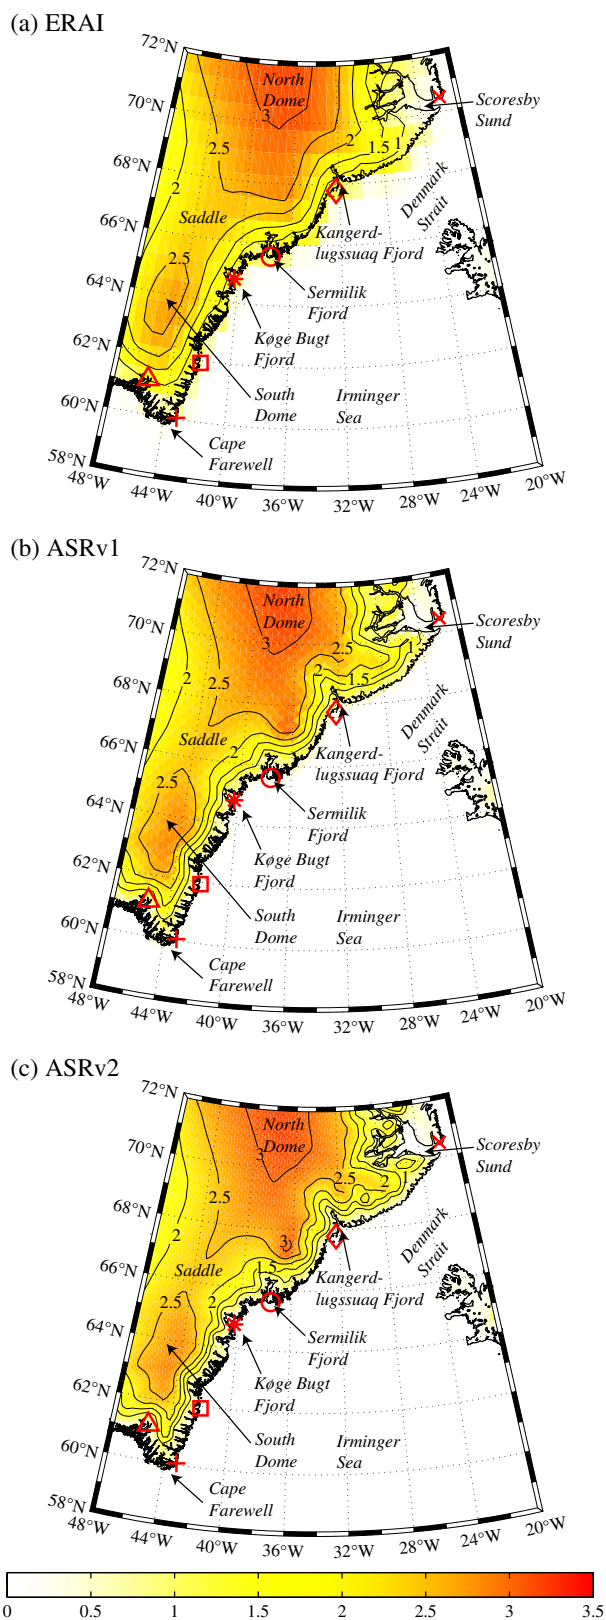 (a) ERAI
72°N
70°N
68°N
66°N
64°N
62°N
60°N
58°N
48°W
44°W
40°W
36°W
32°W
28°W
24°W
20°W
North
Dome
3
2.5
2
2
1.5
1
2.5
Saddle
Scoresby
Sund
Denmark
Strait
Kangerd-
lugssuaq Fjord
Sermilik
Fjord
Køge Bugt
Fjord
South
Dome
Irminger
Sea
Cape
Farewell
(b) ASRv1
72°N
70°N
68°N
66°N
64°N
62°N
60°N
58°N
48°W
44°W
40°W
36°W
32°W
28°W
24°W
20°W
North
Dome
3
2.5
2.5
2
2
1.5
1
2
2.5
Saddle
Scoresby
Sund
Denmark
Strait
Kangerd-
lugssuaq Fjord
Sermilik
Fjord
Køge Bugt
Fjord
South
Dome
Irminger
Sea
Cape
Farewell
(c) ASRv2
72°N
70°N
68°N
66°N
64°N
62°N
60°N
58°N
48°W
44°W
40°W
36°W
32°W
28°W
24°W
20°W
North
Dome
3
2.5
2.5
2
1
2
3
1.5
2
2.5
Saddle
Scoresby
Sund
Denmark
Strait
Kangerd-
lugssuaq Fjord
Sermilik
Fjord
Køge Bugt
Fjord
South
Dome
Irminger
Sea
Cape
Farewell
0 0.5 1 1.5 2 2.5 3 3.5